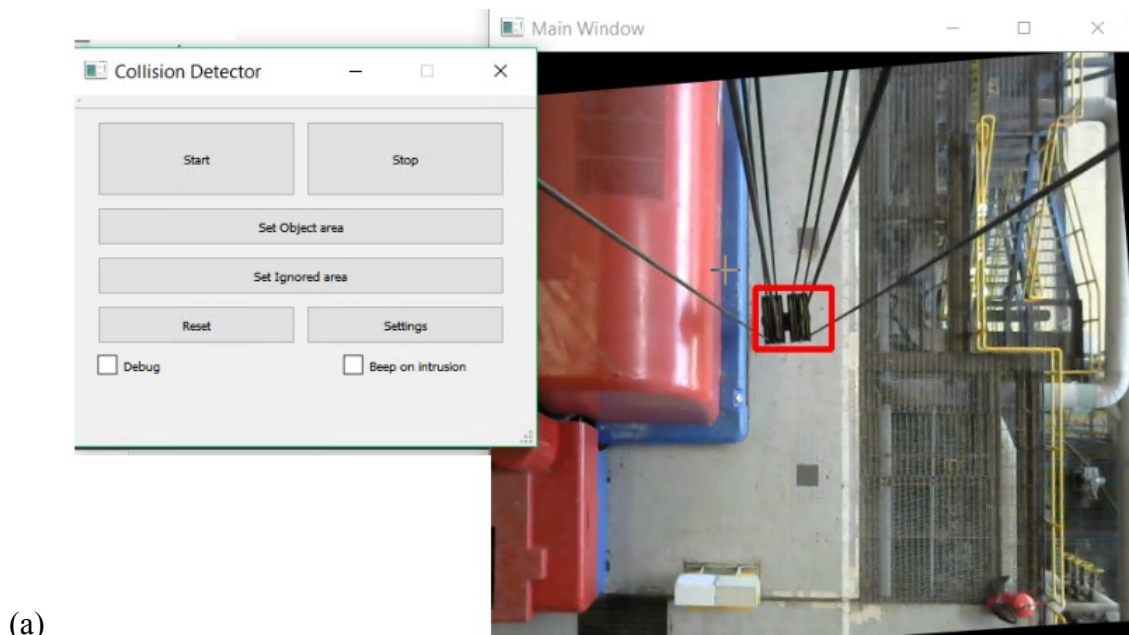 Main Window
Collision Detector
Start
Stop
Set Object area
Set Ignored area
Reset
Settings
Debug
Beep on intrusion
(a)